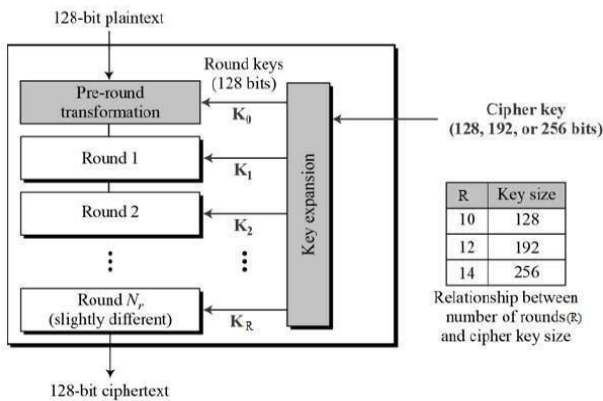 128-bit plaintext
Pre-round
transformation
Round keys
(128 bits)
K₀
Cipher key
(128, 192, or 256 bits)
Round 1
K₁
Round 2
K₂
Key expansion
Round Nᵣ
(slightly different)
K_R
128-bit ciphertext
R Key size
10 128
12 192
14 256
Relationship between
number of rounds(R)
and cipher key size